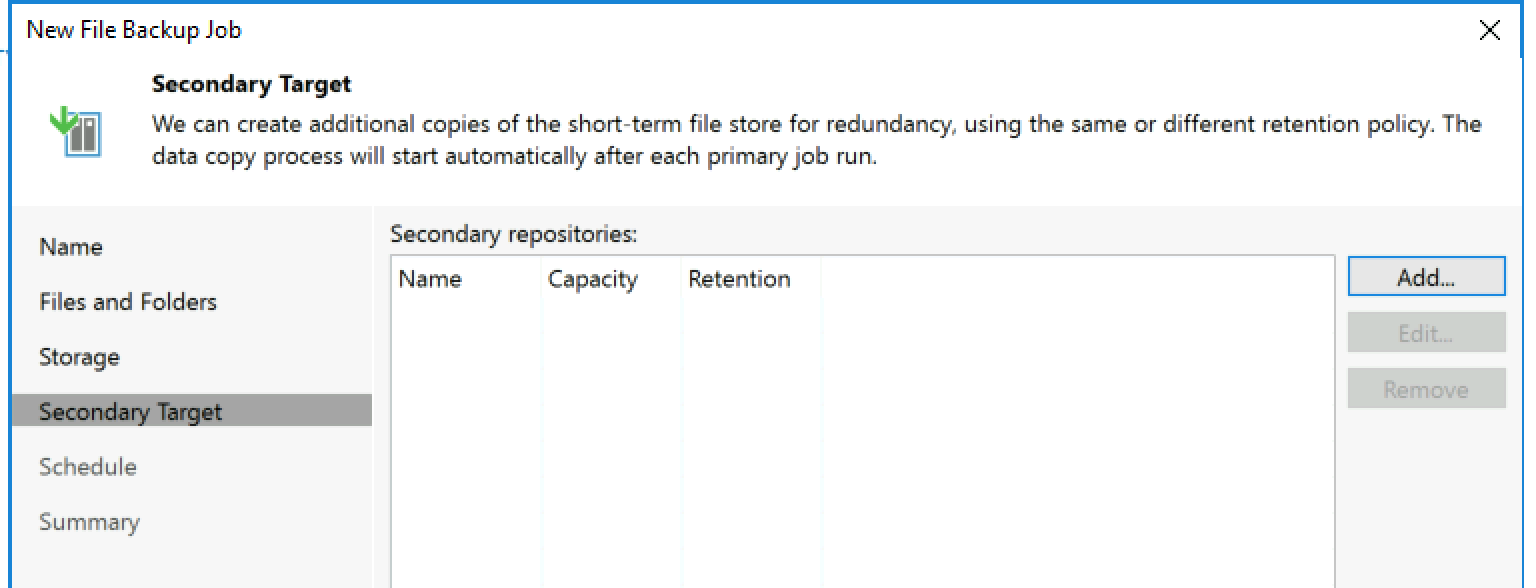 New File Backup Job
Secondary Target
We can create additional copies of the short-term file store for redundancy, using the same or different retention policy. The
data copy process will start automatically after each primary job run.
Name
Files and Folders
Storage
Secondary Target
Schedule
Summary
Secondary repositories:
Name Capacity Retention
Add...
Edit...
Remove